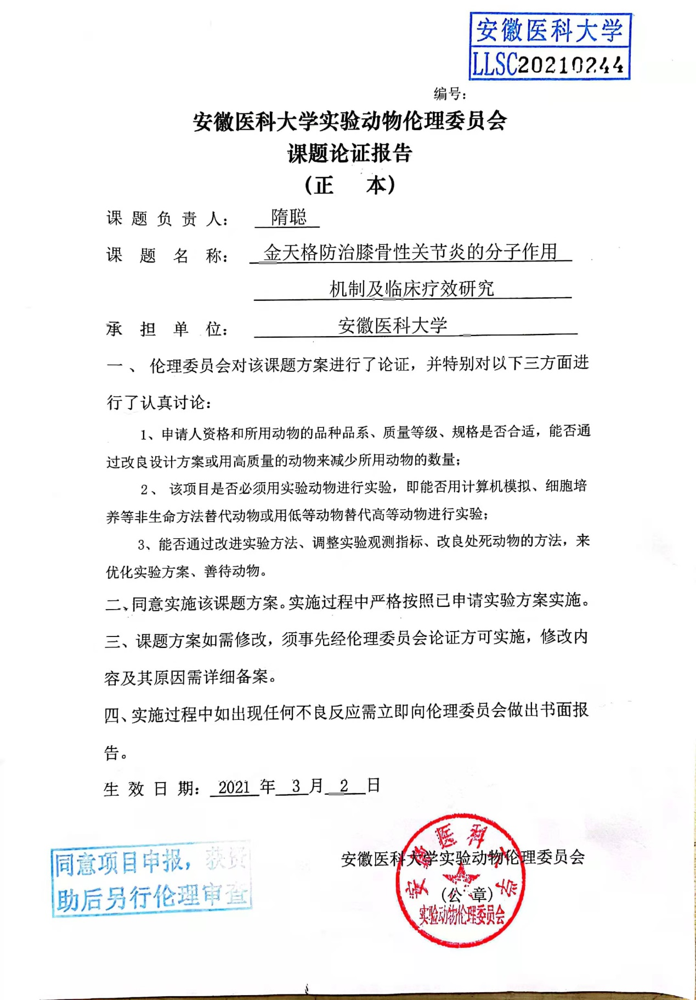 安徽医科大学
LLSC20210244
编号：
安徽医科大学实验动物伦理委员会
课题论证报告
（正 本）
课题负责人： 隋聪
课题名称： 金天格防治膝骨性关节炎的分子作用
机制及临床疗效研究
承担单位： 安徽医科大学
一、伦理委员会对该课题方案进行了论证，并特别对以下三方面进
行了认真讨论：
1、申请人资格和所用动物的品种品系、质量等级、规格是否合适，能否通
过改良设计方案或用高质量的动物来减少所用动物的数量；
2、 该项目是否必须用实验动物进行实验，即能否用计算机模拟、细胞培
养等非生命方法替代动物或用低等动物替代高等动物进行实验；
3、能否通过改进实验方法、调整实验观测指标、改良处死动物的方法，来
优化实验方案、善待动物。
二、同意实施该课题方案。实施过程中严格按照已申请实验方案实施。
三、课题方案如需修改，须事先经伦理委员会论证方可实施，修改内
容及其原因需详细备案。
四、实施过程中如出现任何不良反应需立即向伦理委员会做出书面报
告。
生效日期： 2021 年 3 月 2 日
同意项目申报，获资
助后另行伦理审查
安徽医科大学实验动物伦理委员会
（公 章）
安徽医科大学
实验动物伦理委员会